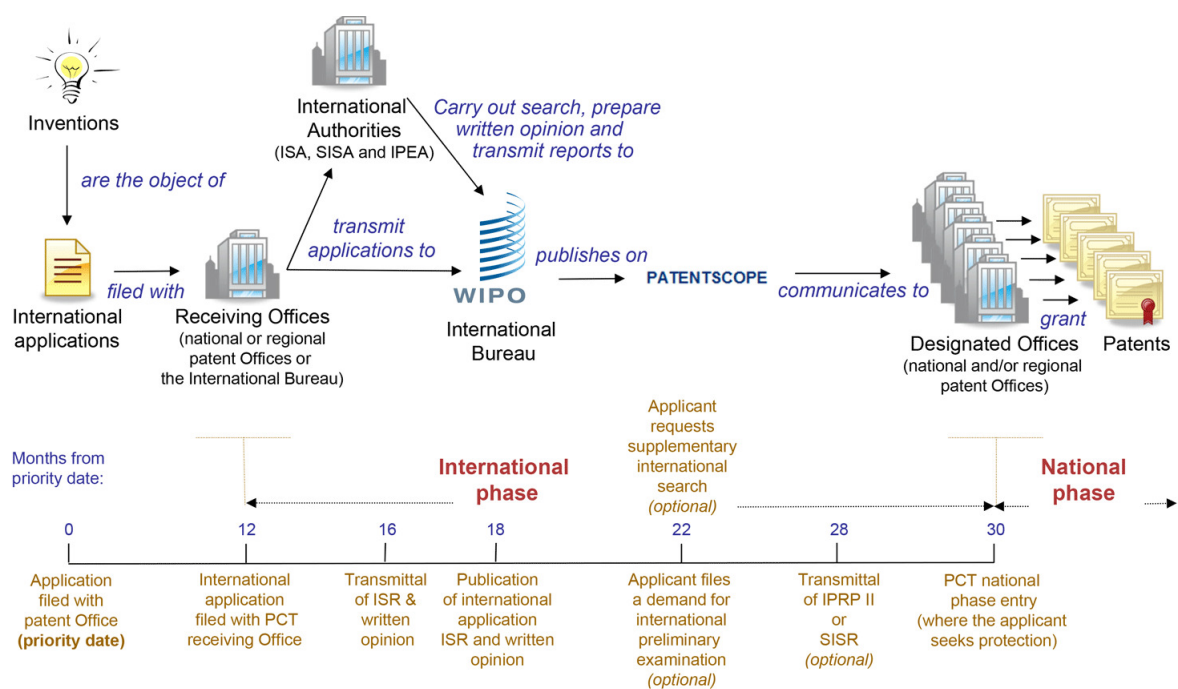 Inventions
are the object of
International
applications
filed with
Receiving Offices
(national or regional
patent Offices or
the International Bureau)
International
Authorities
(ISA, SISA and IPEA)
transmit
applications to
Carry out search, prepare
written opinion and
transmit reports to
WIPO
International
Bureau
publishes on
PATENTSCOPE
communicates to
Designated Offices
(national and/or regional
patent Offices)
grant
Patents
Months from
priority date:
International
phase
Applicant
requests
supplementary
international
search
(optional)
National
phase
0
12
16
18
22
28
30
Application
filed with
patent Office
(priority date)
International
application
filed with PCT
receiving Office
Transmittal
of ISR &
written
opinion
Publication
of international
application
ISR and written
opinion
Applicant files
a demand for
international
preliminary
examination
(optional)
Transmittal
of IPRP II
or
SISR
(optional)
PCT national
phase entry
(where the applicant
seeks protection)